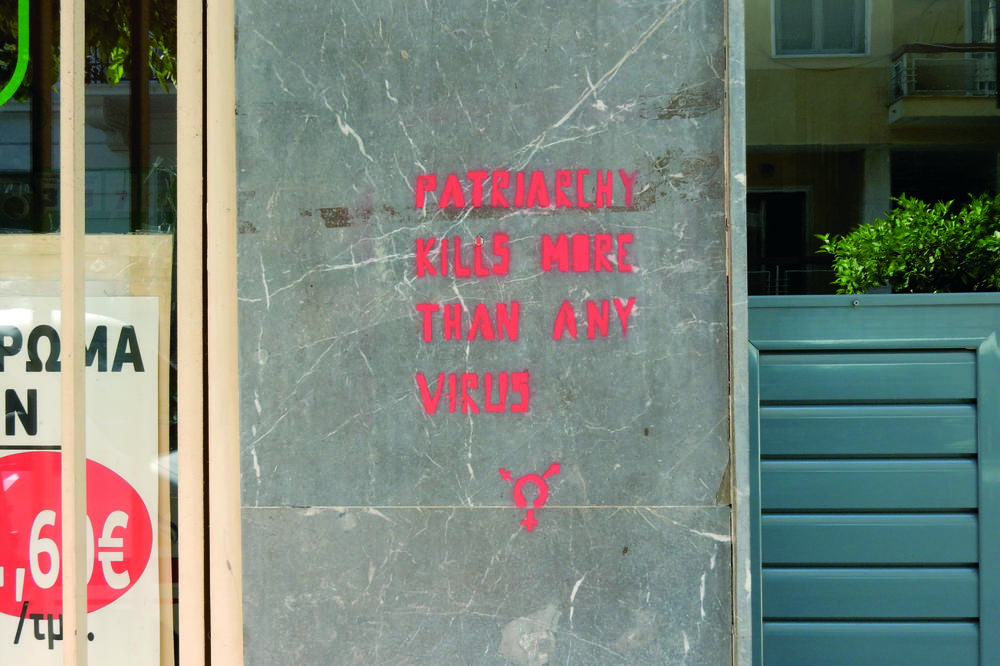 PATRIARCHY
KILLS MORE
THAN ANY
VIRUS
ΡΩΜΑ
Ν
,60€
/τμ.